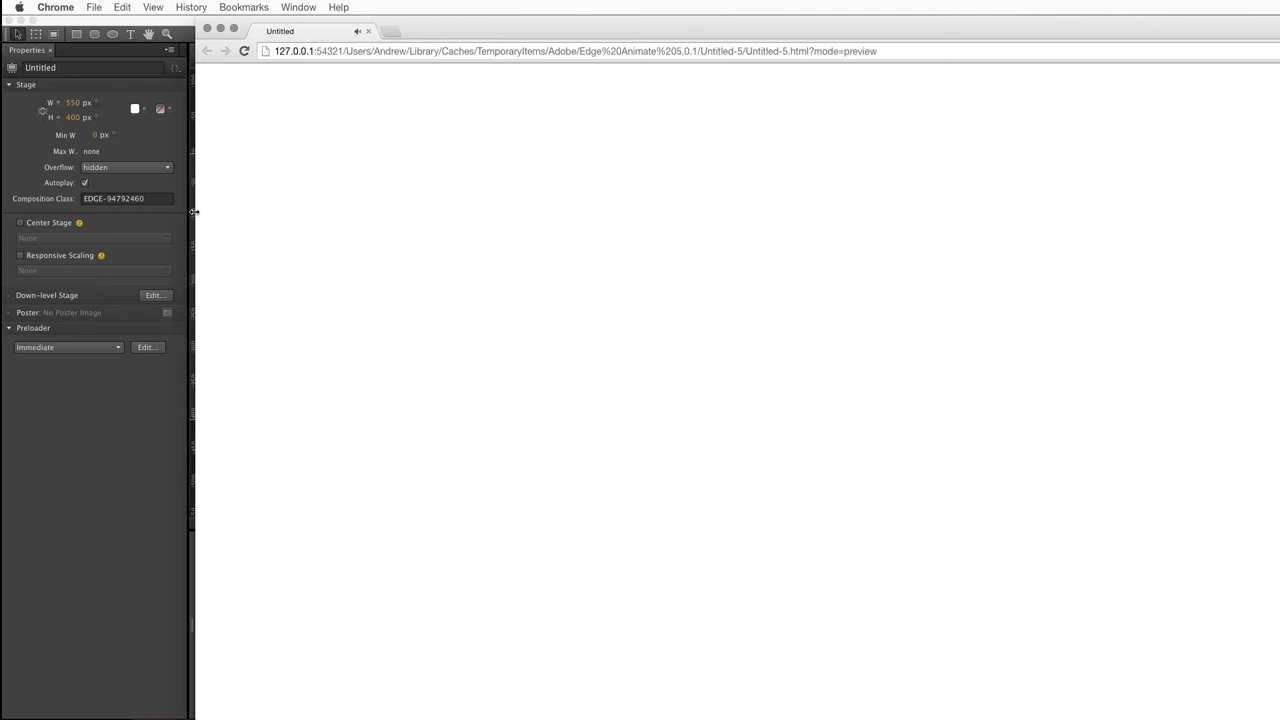 Chrome File Edit View History Bookmarks Window Help
Untitled
127.0.0.1:54321/Users/Andrew/Library/Caches/TemporaryItems/Adobe/Edge%20Animate%205.0.1/Untitled-5/Untitled-5.html?mode=preview
Properties
Untitled
Stage
W 550 px
H 400 px
Min W 0 px
Max W. none
Overflow: hidden
Autoplay:
Composition Class: EDGE-94792460
Center Stage ?
None
Responsive Scaling ?
None
Down-level Stage Edit...
Poster: No Poster Image
Preloader
Immediate Edit...